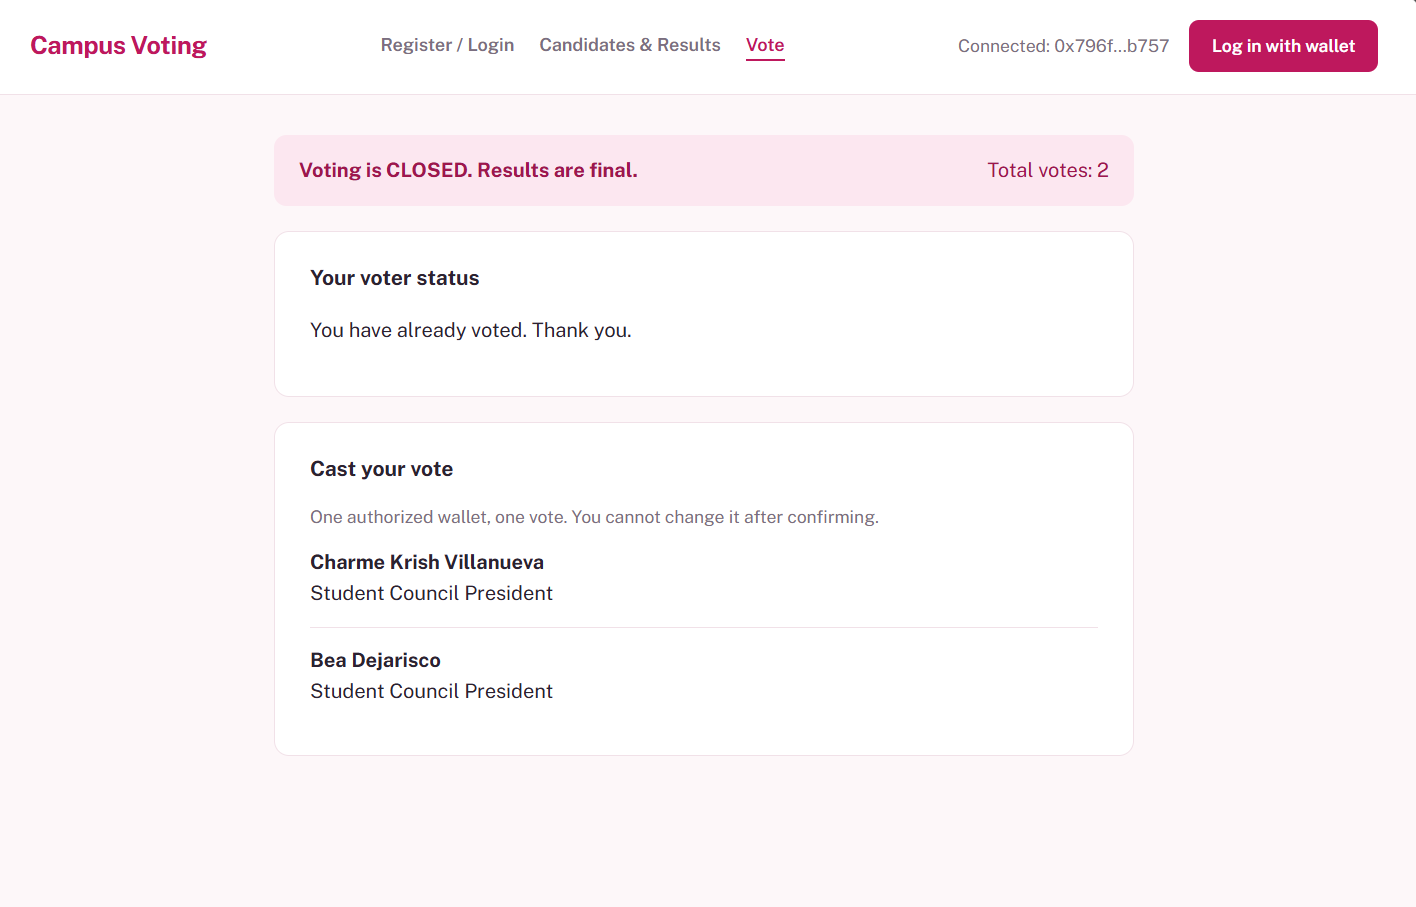 Campus Voting
Register / Login
Candidates & Results
Vote
Connected: 0x796f...b757
Log in with wallet
Voting is CLOSED. Results are final.
Total votes: 2
Your voter status
You have already voted. Thank you.
Cast your vote
One authorized wallet, one vote. You cannot change it after confirming.
Charme Krish Villanueva
Student Council President
Bea Dejarisco
Student Council President